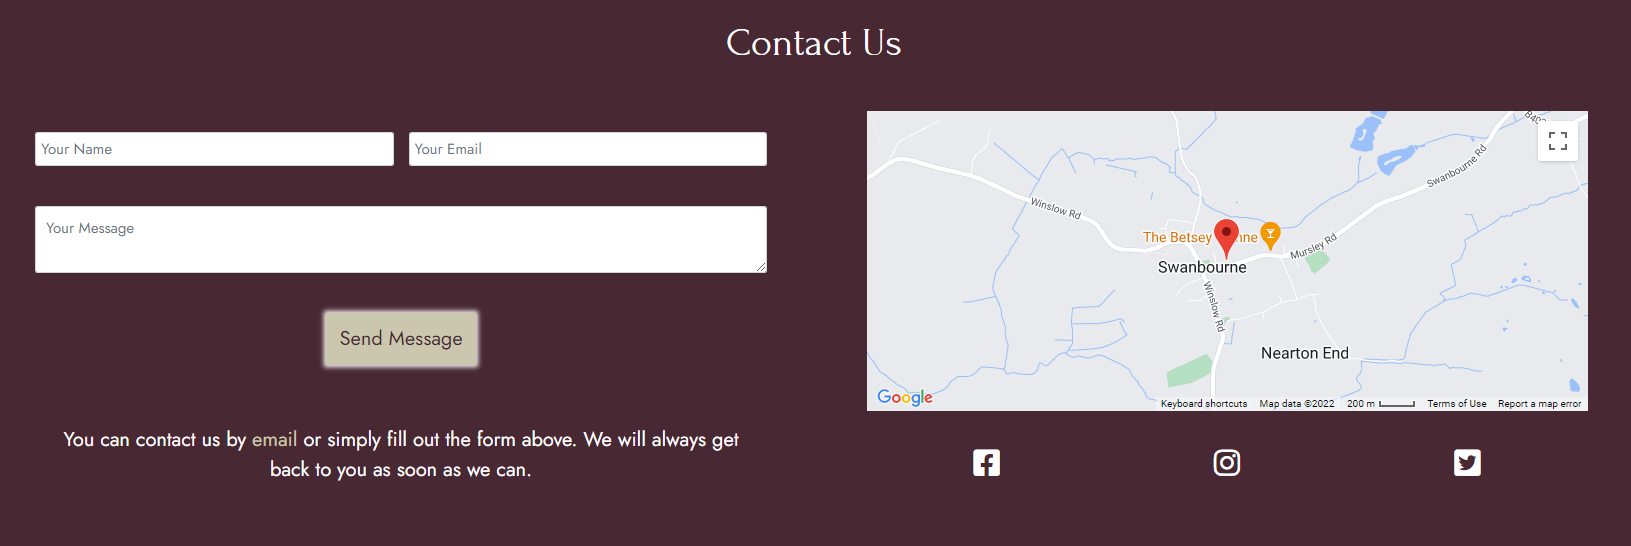 Contact Us
Your Name
Your Email
Your Message
Send Message
You can contact us by email or simply fill out the form above. We will always get
back to you as soon as we can.
Swanbourne Rd
Winslow Rd
The Betsey
Mursley Rd
Swanbourne
Winslow Rd
Nearton End
Google
Keyboard shortcuts
Map data ©2022
200 m
Terms of Use
Report a map error